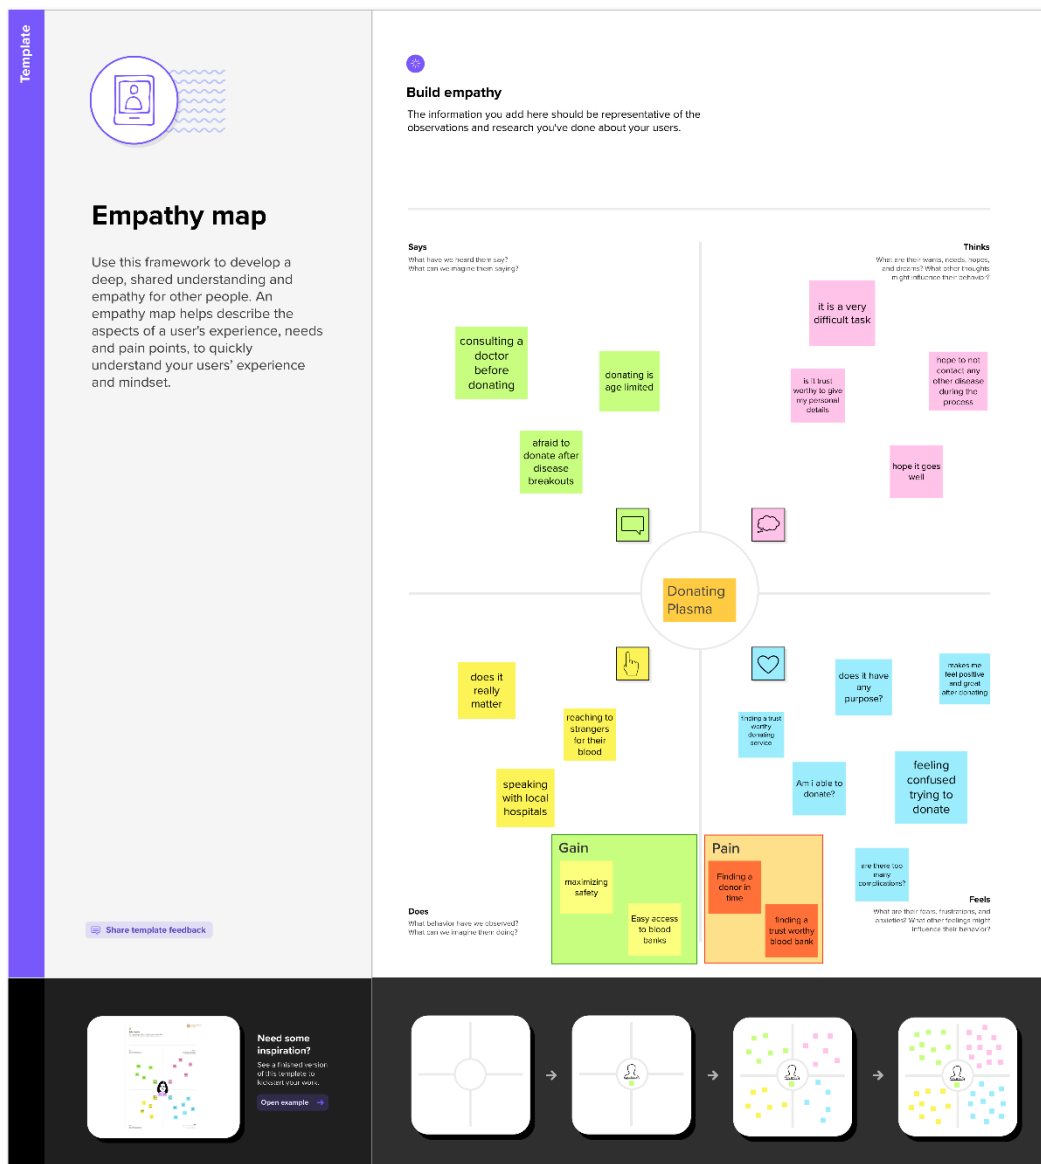 Template
Empathy map
Use this framework to develop a
deep, shared understanding and
empathy for other people. An
empathy map helps describe the
aspects of a user's experience, needs
and pain points, to quickly
understand your users' experience
and mindset.
Share template feedback
Build empathy
The information you add here should be representative of the
observations and research you've done about your users.
Says
What have we heard them say?
What can we imagine them saying?
consulting a
doctor
before
donating
donating is
age limited
afraid to
donate after
disease
breakouts
Thinks
What are their wants, needs, hopes,
and dreams? What other thoughts
might influence their behavior?
it is a very
difficult task
is it trust
worthy to give
my personal
details
hope to not
contact any
other disease
during the
process
hope it goes
well
Donating
Plasma
does it
really
matter
reaching to
strangers
for their
blood
speaking
with local
hospitals
Does
What behavior have we observed?
What can we imagine them doing?
does it have
any
purpose?
makes me
feel positive
and great
after donating
finding a trust
worthy
donating
service
Am i able to
donate?
feeling
confused
trying to
donate
are there too
many
complications?
Feels
What are their fears, frustrations, and
anxieties? What other feelings might
influence their behavior?
Gain
maximizing
safety
Easy access
to blood
banks
Pain
Finding a
donor in
time
finding a
trust worthy
blood bank
Need some
inspiration?
See a finished version
of this template to
kickstart your work.
Open example